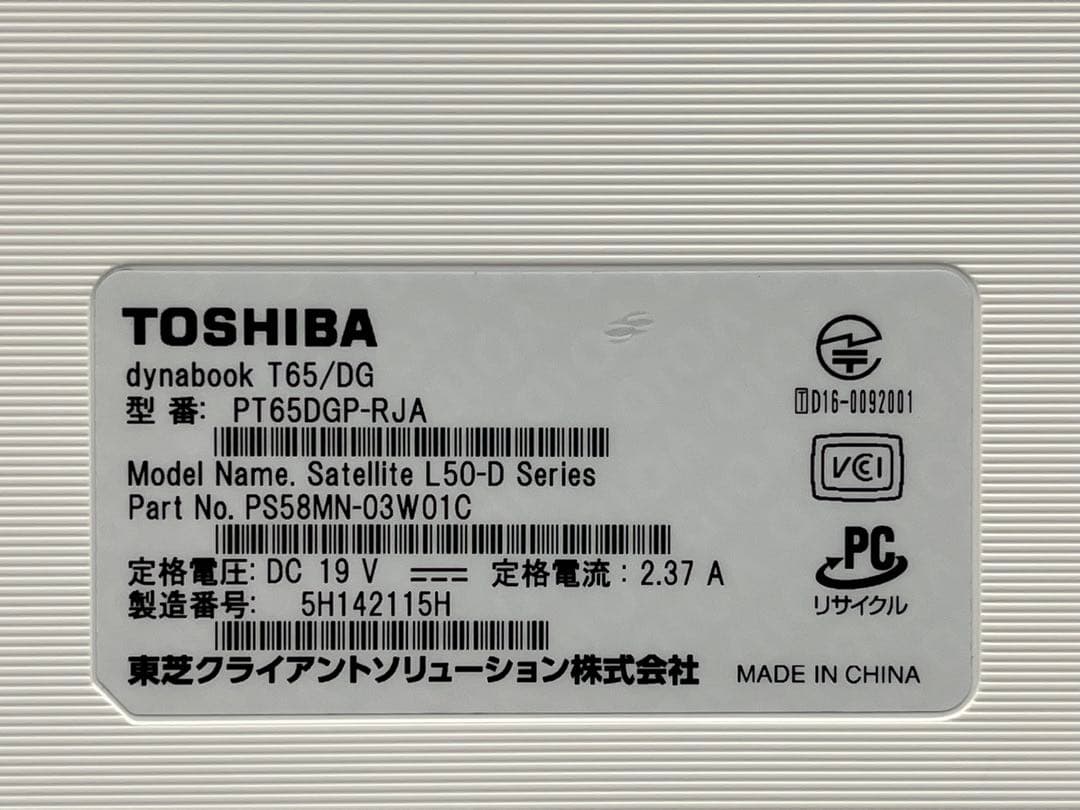 TOSHIBA
dynabook T65/DG
型 番: PT65DGP-RJA
Model Name. Satellite L50-D Series
Part No. PS58MN-03W01C
定格電圧: DC 19 V ⎓ 定格電流: 2.37 A
製造番号: 5H142115H
東芝クライアントソリューション株式会社
MADE IN CHINA
🅃D16-0092001
VCCI
PC
リサイクル